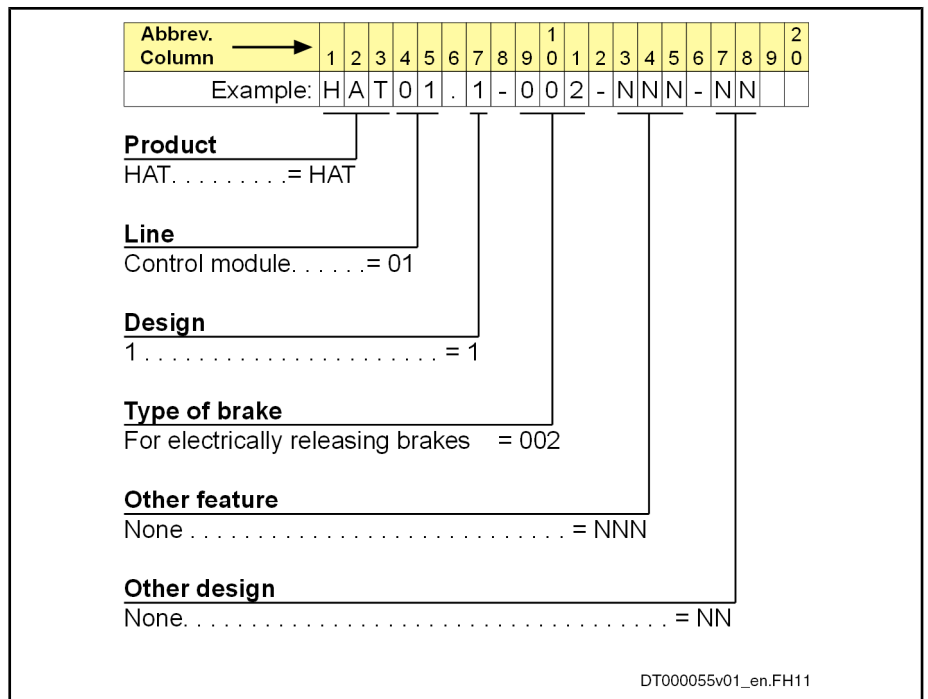 Abbrev. 1 2
Column 1 2 3 4 5 6 7 8 9 0 1 2 3 4 5 6 7 8 9 0
Example: H A T 0 1 . 1 - 0 0 2 - N N N - N N
Product
HAT. . . . . . . . .= HAT
Line
Control module. . . . . .= 01
Design
1 . . . . . . . . . . . . . . . . . . . . . . = 1
Type of brake
For electrically releasing brakes = 002
Other feature
None . . . . . . . . . . . . . . . . . . . . . . . . . . . . = NNN
Other design
None. . . . . . . . . . . . . . . . . . . . . . . . . . . . . . . . . . . . = NN
DT000055v01_en.FH11